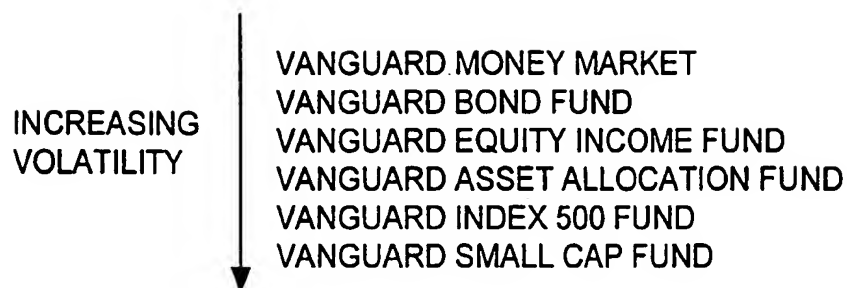 INCREASING
VOLATILITY
VANGUARD MONEY MARKET
VANGUARD BOND FUND
VANGUARD EQUITY INCOME FUND
VANGUARD ASSET ALLOCATION FUND
VANGUARD INDEX 500 FUND
VANGUARD SMALL CAP FUND